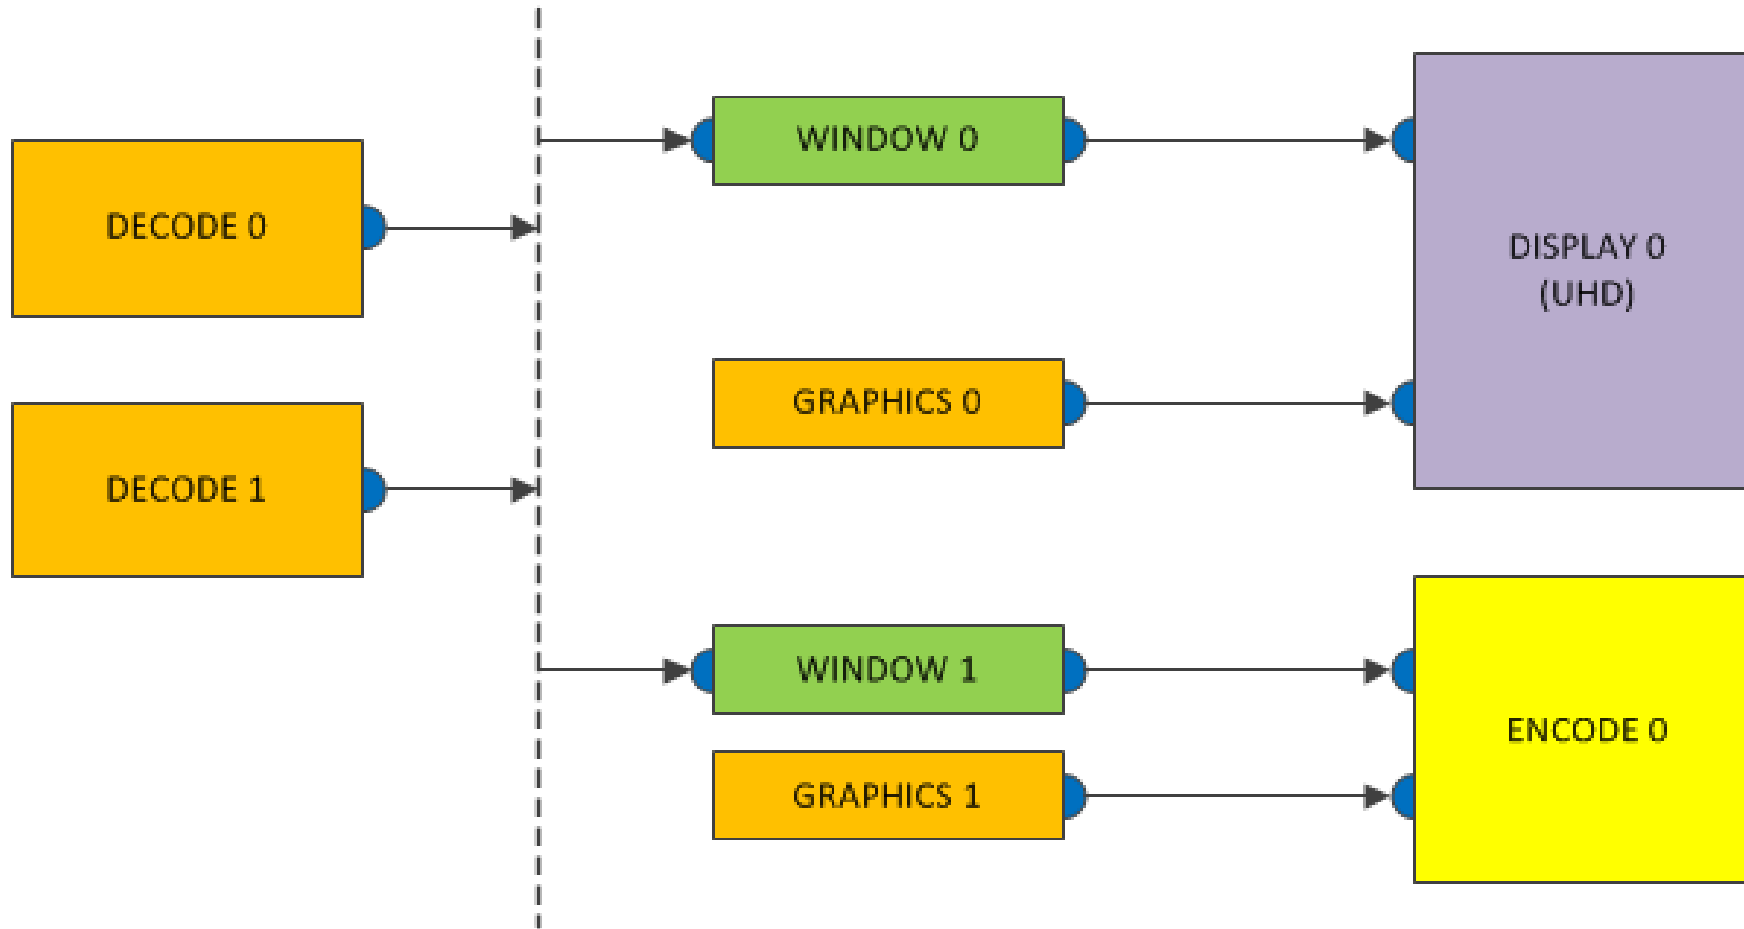 DECODE 0
DECODE 1
WINDOW 0
GRAPHICS 0
WINDOW 1
GRAPHICS 1
DISPLAY 0
(UHD)
ENCODE 0